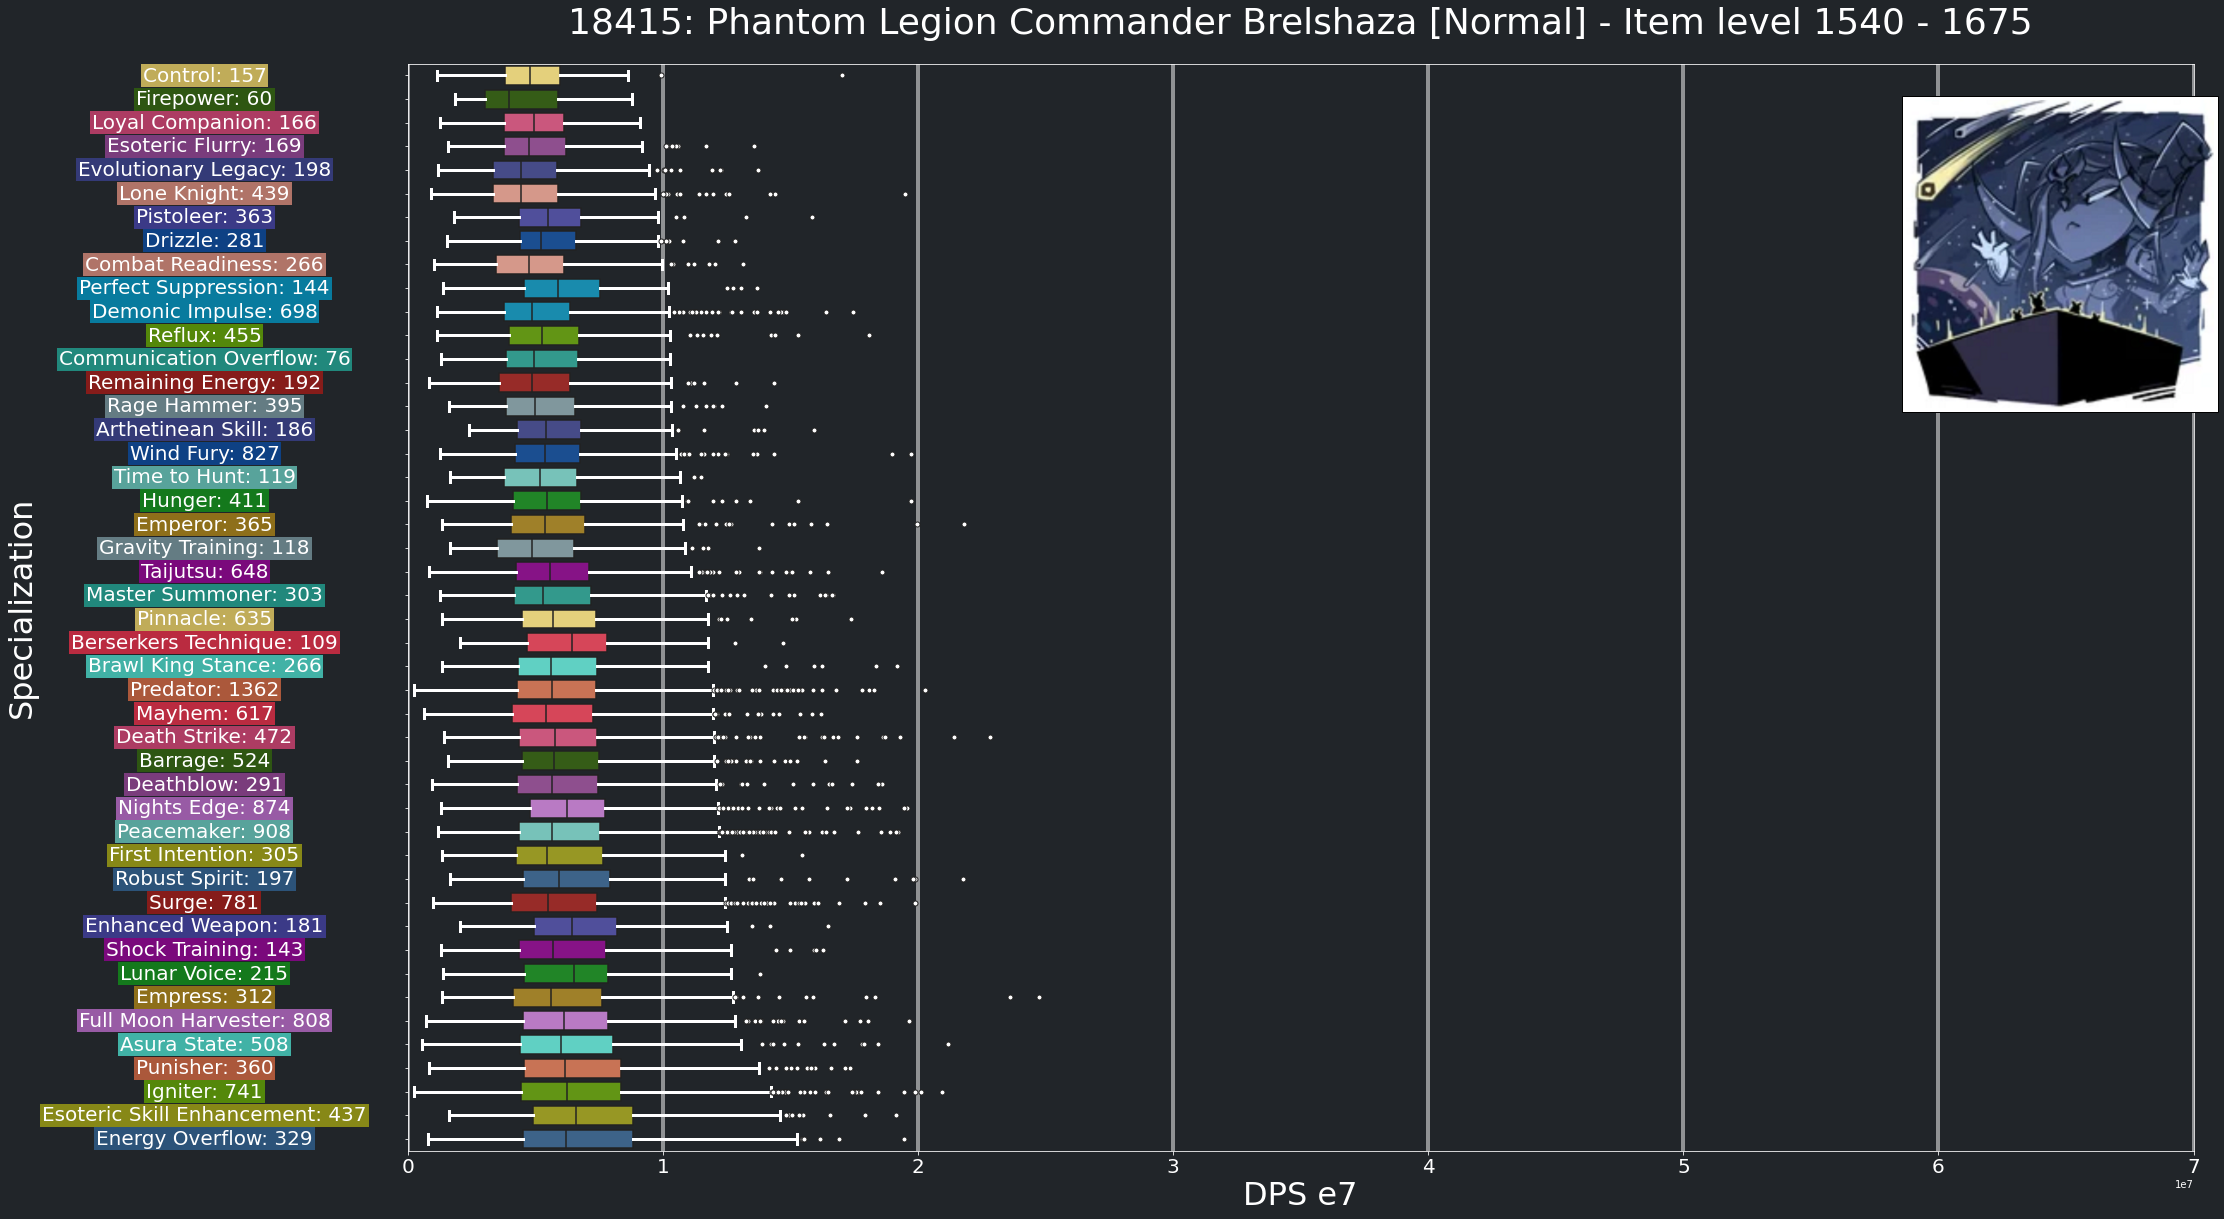 18415: Phantom Legion Commander Brelshaza [Normal] - Item level 1540 - 1675
Specialization
Control: 157
Firepower: 60
Loyal Companion: 166
Esoteric Flurry: 169
Evolutionary Legacy: 198
Lone Knight: 439
Pistoleer: 363
Drizzle: 281
Combat Readiness: 266
Perfect Suppression: 144
Demonic Impulse: 698
Reflux: 455
Communication Overflow: 76
Remaining Energy: 192
Rage Hammer: 395
Arthetinean Skill: 186
Wind Fury: 827
Time to Hunt: 119
Hunger: 411
Emperor: 365
Gravity Training: 118
Taijutsu: 648
Master Summoner: 303
Pinnacle: 635
Berserkers Technique: 109
Brawl King Stance: 266
Predator: 1362
Mayhem: 617
Death Strike: 472
Barrage: 524
Deathblow: 291
Nights Edge: 874
Peacemaker: 908
First Intention: 305
Robust Spirit: 197
Surge: 781
Enhanced Weapon: 181
Shock Training: 143
Lunar Voice: 215
Empress: 312
Full Moon Harvester: 808
Asura State: 508
Punisher: 360
Igniter: 741
Esoteric Skill Enhancement: 437
Energy Overflow: 329
0 1 2 3 4 5 6 7
1e7
DPS e7